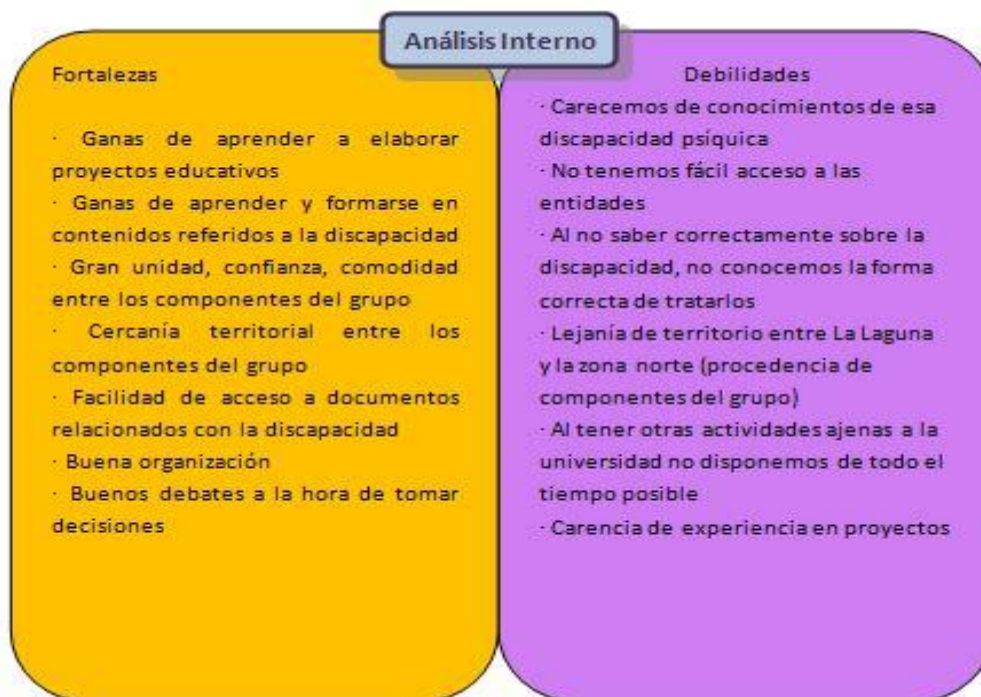 Análisis Interno
Fortalezas
· Ganas de aprender a elaborar
proyectos educativos
· Ganas de aprender y formarse en
contenidos referidos a la discapacidad
· Gran unidad, confianza, comodidad
entre los componentes del grupo
· Cercanía territorial entre los
componentes del grupo
· Facilidad de acceso a documentos
relacionados con la discapacidad
· Buena organización
· Buenos debates a la hora de tomar
decisiones
Debilidades
· Carecemos de conocimientos de esa
discapacidad psíquica
· No tenemos fácil acceso a las
entidades
· Al no saber correctamente sobre la
discapacidad, no conocemos la forma
correcta de tratarlos
· Lejanía de territorio entre La Laguna
y la zona norte (procedencia de
componentes del grupo)
· Al tener otras actividades ajenas a la
universidad no disponemos de todo el
tiempo posible
· Carencia de experiencia en proyectos